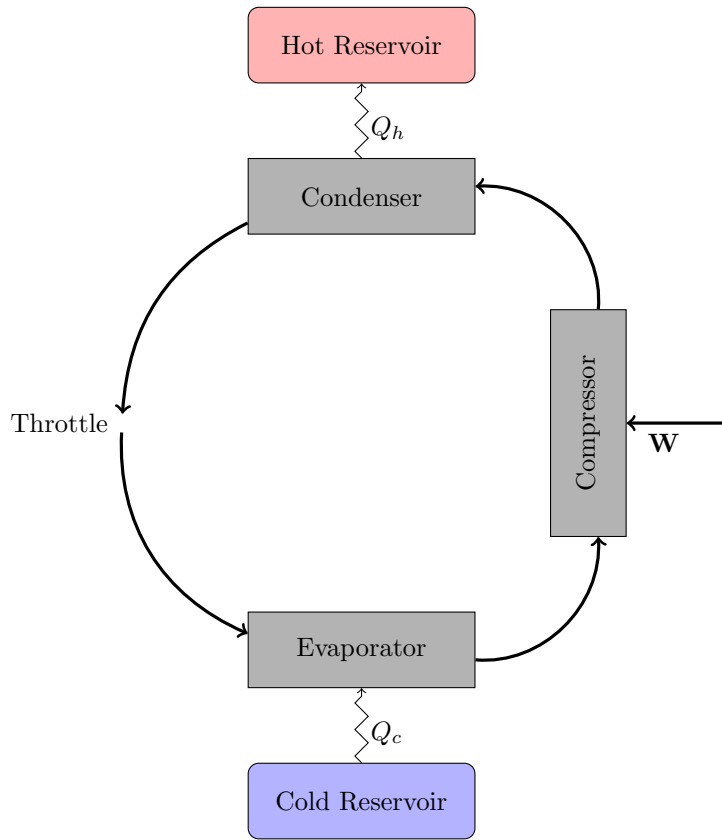 Hot Reservoir
Q_h
Condenser
Compressor
Throttle
W
Evaporator
Q_c
Cold Reservoir